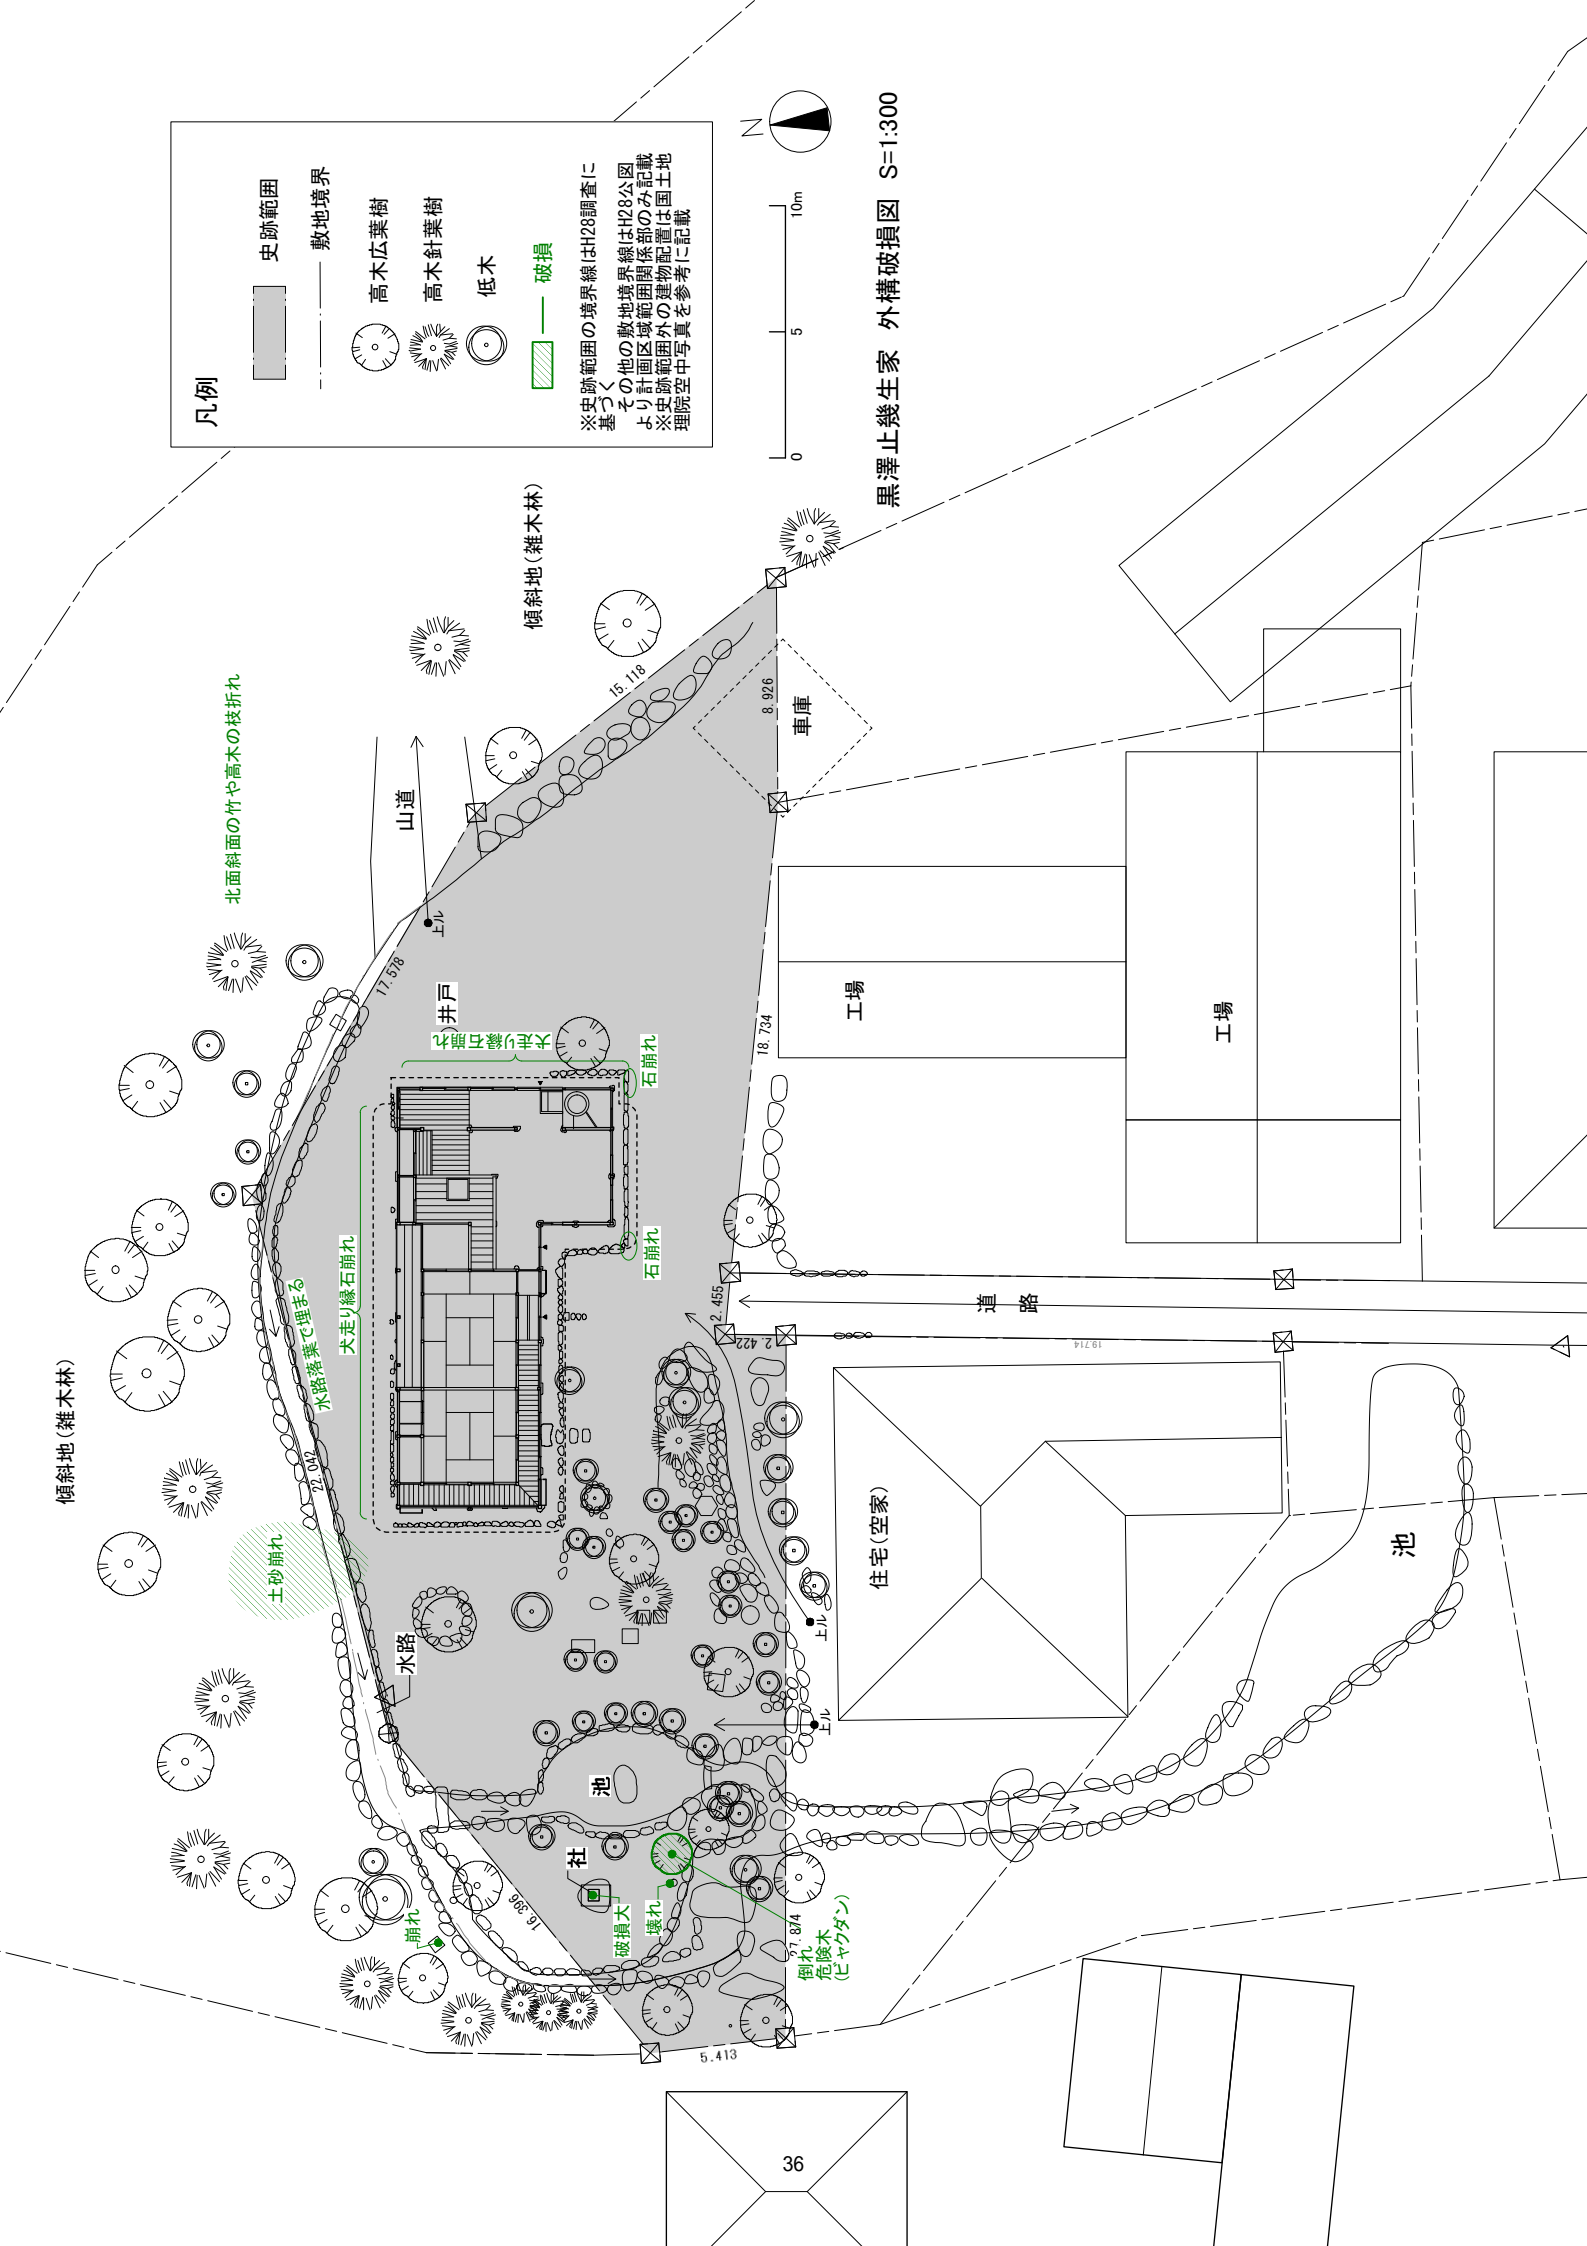 凡例
史跡範囲
敷地境界
高木広葉樹
高木針葉樹
低木
破損
※史跡範囲の境界線はH28調査に
基づく
その他の敷地境界線はH28公図
より計画区域範囲関係部のみ記載
※史跡範囲外の建物配置は国土地
理院空中写真を参考に記載
N
0
5
10m
黒澤止幾生家 外構破損図 S=1:300
傾斜地(雑木林)
北面斜面の竹や高木の枝折れ
山道
上ル
15.118
8.926
車庫
17.578
井戸
犬走り縁石崩れ
石崩れ
18.734
工場
工場
傾斜地(雑木林)
水路落葉で埋まる
犬走り縁石崩れ
石崩れ
2.455
2.422
道 路
19.714
22.042
土砂崩れ
水路
住宅(空家)
池
上ル
上ル
池
社
破損大
壊れ
崩れ
16.396
27.874
倒れ
危険木
(ビャクダン)
5.413
36